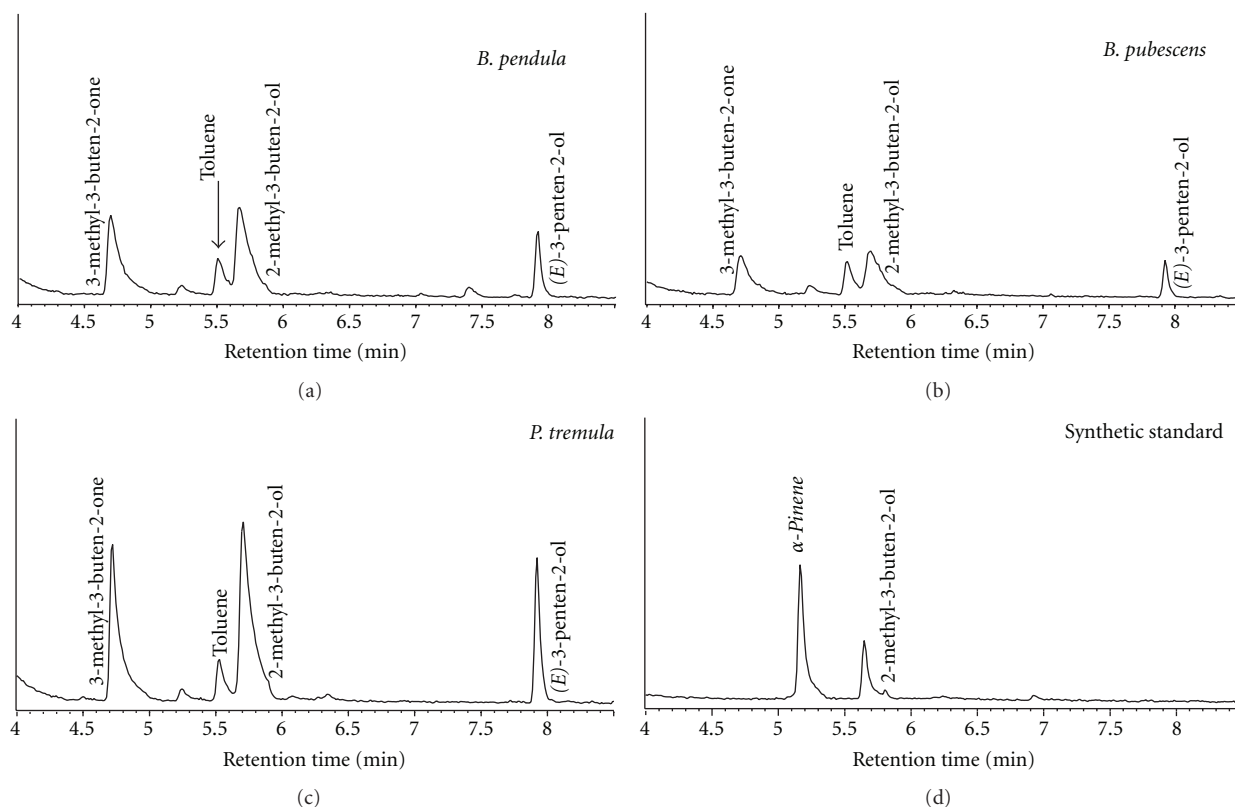 B. pendula
3-methyl-3-buten-2-one
Toluene
2-methyl-3-buten-2-ol
(E)-3-penten-2-ol
4 4.5 5 5.5 6 6.5 7 7.5 8
Retention time (min)
(a)
B. pubescens
3-methyl-3-buten-2-one
Toluene
2-methyl-3-buten-2-ol
(E)-3-penten-2-ol
4 4.5 5 5.5 6 6.5 7 7.5 8
Retention time (min)
(b)
P. tremula
3-methyl-3-buten-2-one
Toluene
2-methyl-3-buten-2-ol
(E)-3-penten-2-ol
4 4.5 5 5.5 6 6.5 7 7.5 8
Retention time (min)
(c)
Synthetic standard
α-Pinene
2-methyl-3-buten-2-ol
4 4.5 5 5.5 6 6.5 7 7.5 8
Retention time (min)
(d)